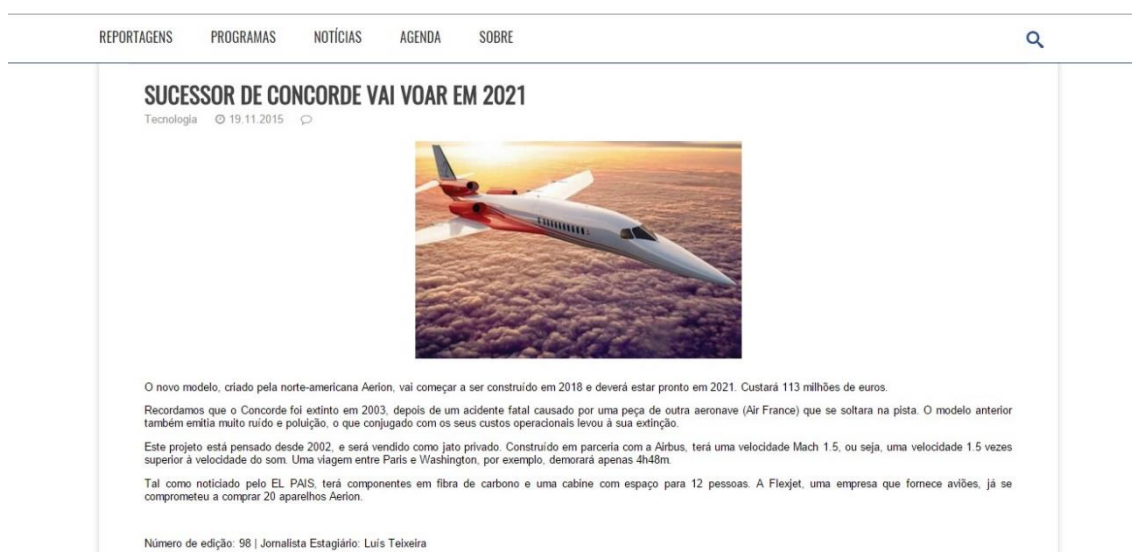 REPORTAGENS PROGRAMAS NOTÍCIAS AGENDA SOBRE
SUCESSOR DE CONCORDE VAI VOAR EM 2021
Tecnologia 19.11.2015
O novo modelo, criado pela norte-americana Aerion, vai começar a ser construído em 2018 e deverá estar pronto em 2021. Custará 113 milhões de euros.
Recordamos que o Concorde foi extinto em 2003, depois de um acidente fatal causado por uma peça de outra aeronave (Air France) que se soltara na pista. O modelo anterior
também emitia muito ruído e poluição, o que conjugado com os seus custos operacionais levou à sua extinção.
Este projeto está pensado desde 2002, e será vendido como jato privado. Construído em parceria com a Airbus, terá uma velocidade Mach 1.5, ou seja, uma velocidade 1.5 vezes
superior à velocidade do som. Uma viagem entre Paris e Washington, por exemplo, demorará apenas 4h48m.
Tal como noticiado pelo EL PAIS, terá componentes em fibra de carbono e uma cabine com espaço para 12 pessoas. A Flexjet, uma empresa que fornece aviões, já se
comprometeu a comprar 20 aparelhos Aerion.
Número de edição: 98 | Jornalista Estagiário: Luís Teixeira